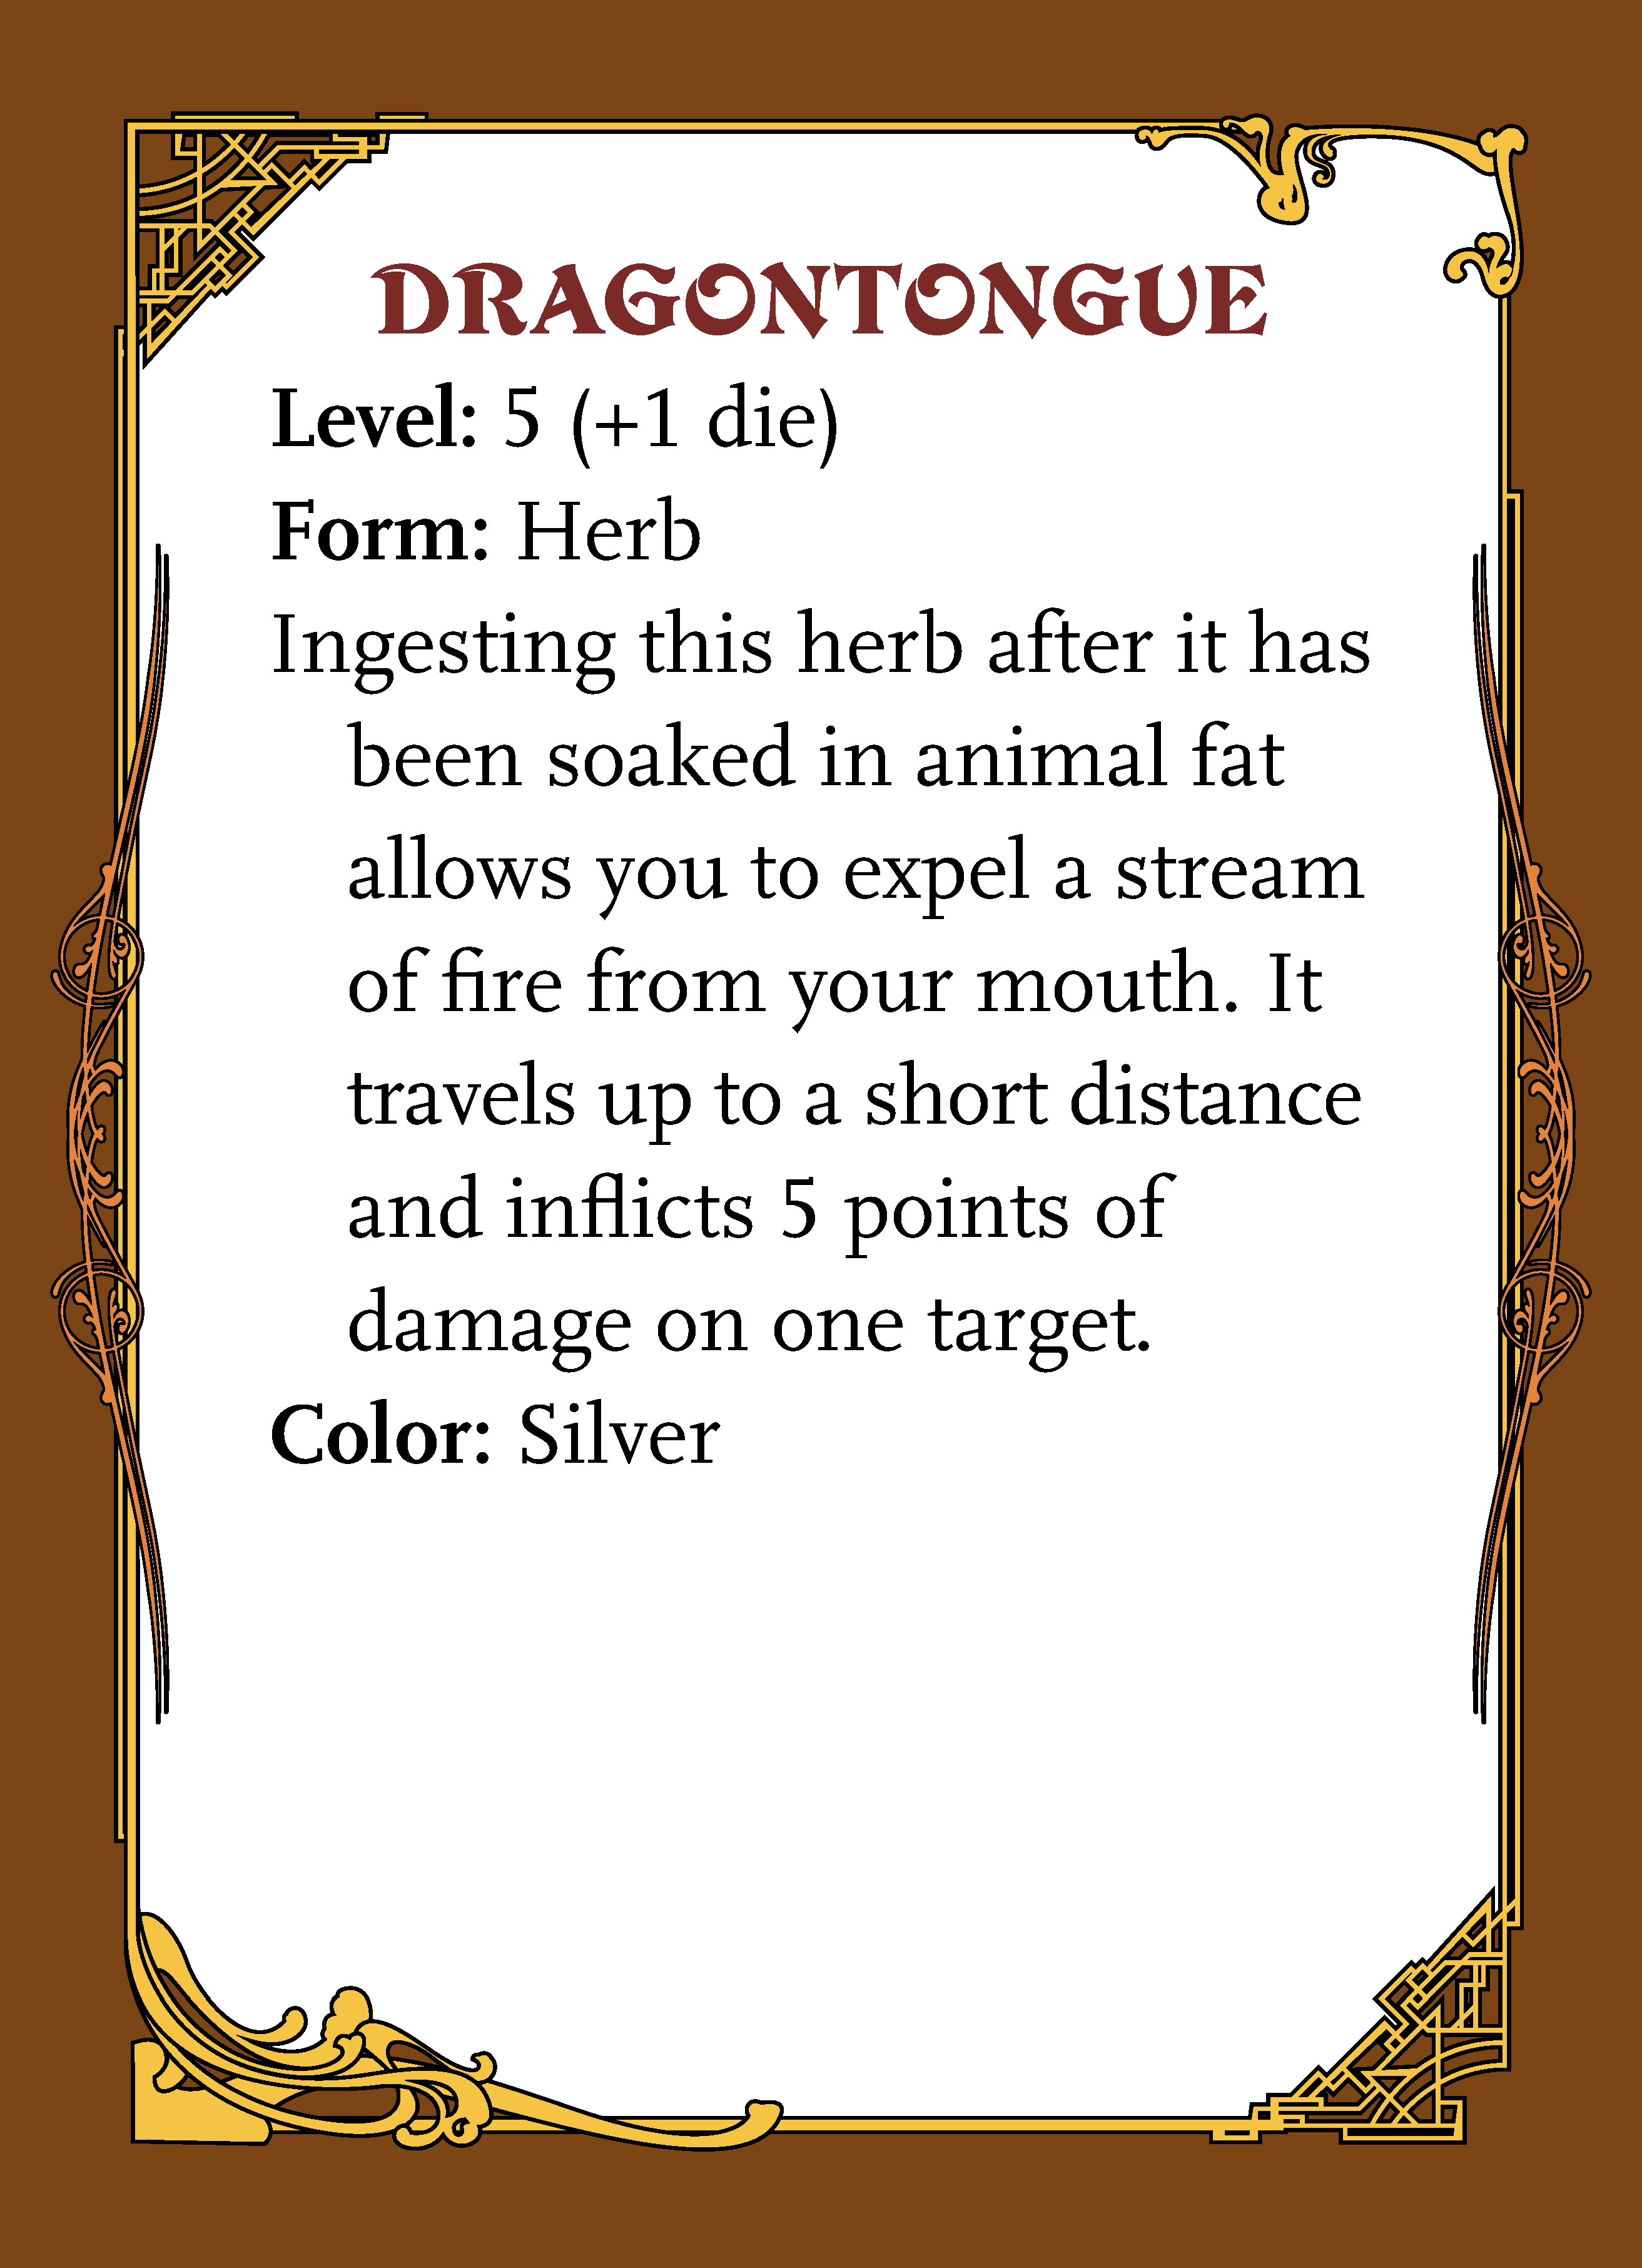 DRAGONTONGUE
Level: 5 (+1 die)
Form: Herb
Ingesting this herb after it has
been soaked in animal fat
allows you to expel a stream
of fire from your mouth. It
travels up to a short distance
and inflicts 5 points of
damage on one target.
Color: Silver